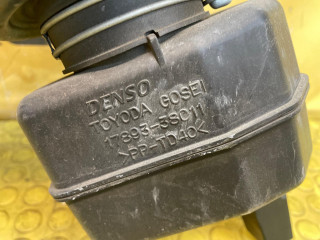 DENSO
TOYODA GOSEI
17893-38011
>PP-TD40<